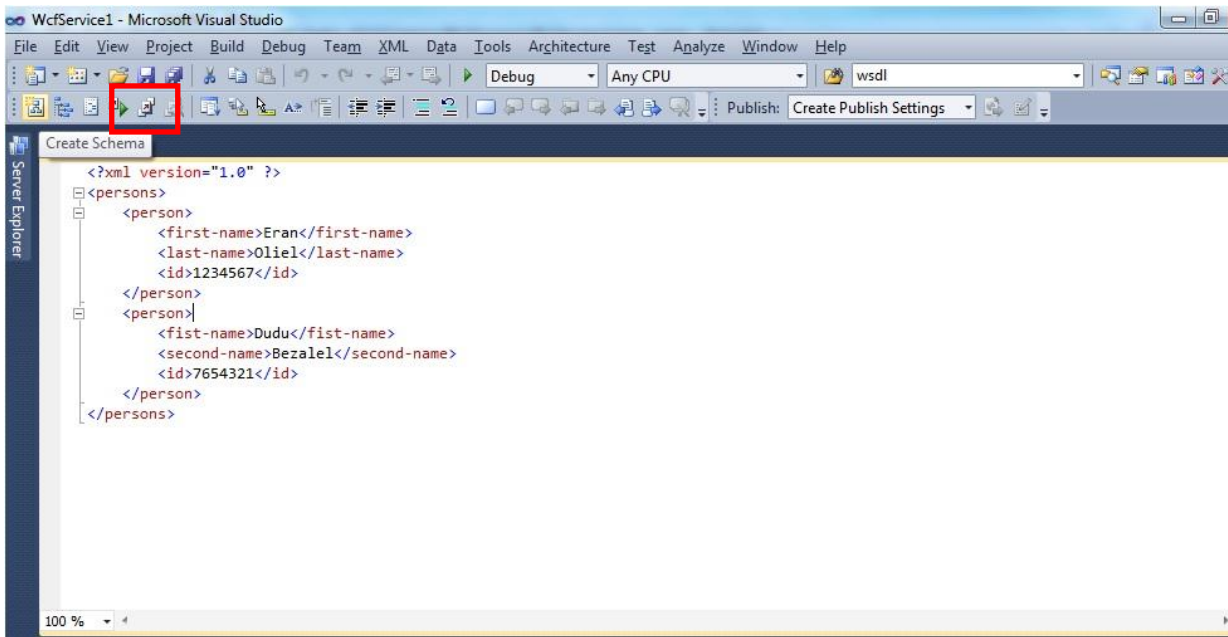 WcfService1 - Microsoft Visual Studio
File Edit View Project Build Debug Team XML Data Tools Architecture Test Analyze Window Help
Debug Any CPU wsdl
Publish: Create Publish Settings
Create Schema
Server Explorer
<?xml version="1.0" ?>
<persons>
<person>
<first-name>Eran</first-name>
<last-name>Oliel</last-name>
<id>1234567</id>
</person>
<person>
<fist-name>Dudu</fist-name>
<second-name>Bezalel</second-name>
<id>7654321</id>
</person>
</persons>
100 %